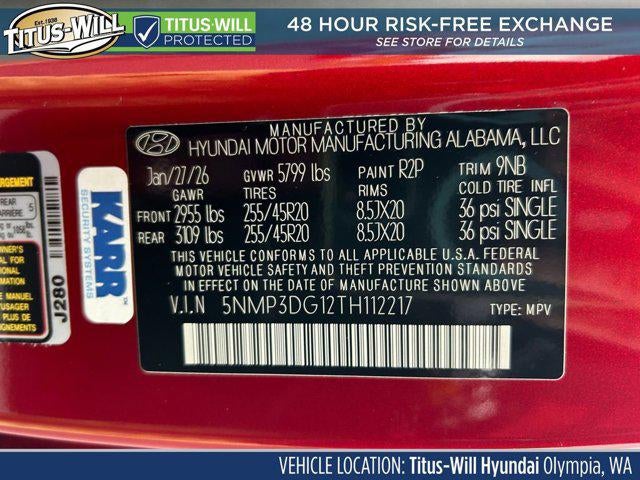 Est. 1938
TITUS-WILL
TITUS-WILL
PROTECTED
48 HOUR RISK-FREE EXCHANGE
SEE STORE FOR DETAILS
MANUFACTURED BY
HYUNDAI MOTOR MANUFACTURING ALABAMA, LLC
Jan/27/26 GVWR 5799 lbs PAINT R2P TRIM 9NB
GAWR TIRES RIMS COLD TIRE INFL
FRONT 2955 lbs 255/45R20 8.5JX20 36 psi SINGLE
REAR 3109 lbs 255/45R20 8.5JX20 36 psi SINGLE
THIS VEHICLE CONFORMS TO ALL APPLICABLE U.S.A. FEDERAL
MOTOR VEHICLE SAFETY AND THEFT PREVENTION STANDARDS
IN EFFECT ON THE DATE OF MANUFACTURE SHOWN ABOVE.
V.I.N 5NMP3DG12TH112217 TYPE: MPV
KARR
SECURITY SYSTEMS
J280
REAR
5
VEHICLE LOCATION: Titus-Will Hyundai Olympia, WA